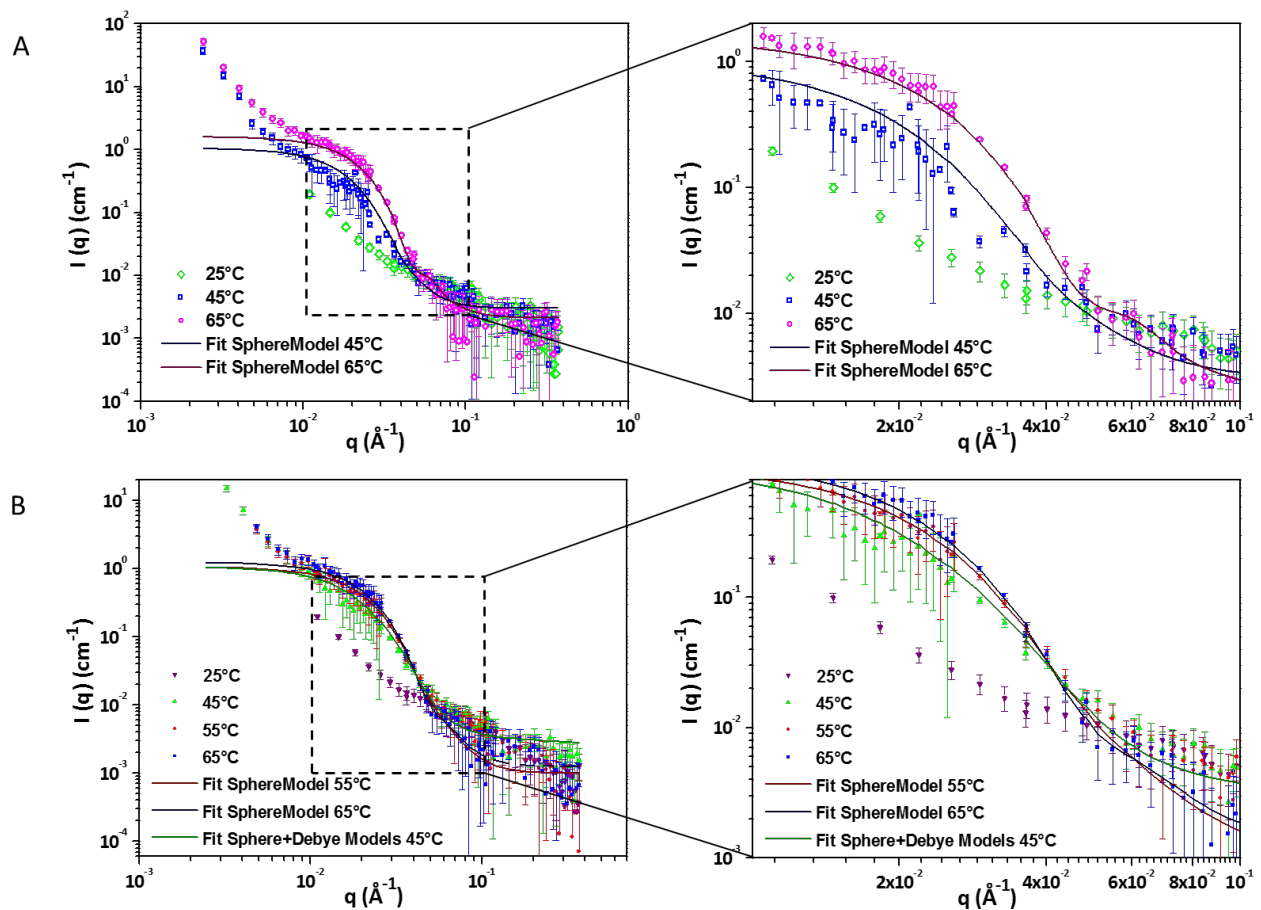 A
I (q) (cm⁻¹)
10²
10¹
10⁰
10⁻¹
10⁻²
10⁻³
10⁻⁴
25°C
45°C
65°C
Fit SphereModel 45°C
Fit SphereModel 65°C
10⁻³
10⁻²
10⁻¹
10⁰
q (Å⁻¹)
I (q) (cm⁻¹)
10⁰
10⁻¹
10⁻²
25°C
45°C
65°C
Fit SphereModel 45°C
Fit SphereModel 65°C
2x10⁻²
4x10⁻²
6x10⁻²
8x10⁻²
10⁻¹
q (Å⁻¹)
B
I (q) (cm⁻¹)
10¹
10⁰
10⁻¹
10⁻²
10⁻³
10⁻⁴
25°C
45°C
55°C
65°C
Fit SphereModel 55°C
Fit SphereModel 65°C
Fit Sphere+Debye Models 45°C
10⁻³
10⁻²
10⁻¹
q (Å⁻¹)
I (q) (cm⁻¹)
10⁻¹
10⁻²
10⁻³
25°C
45°C
55°C
65°C
Fit SphereModel 55°C
Fit SphereModel 65°C
Fit Sphere+Debye Models 45°C
2x10⁻²
4x10⁻²
6x10⁻²
8x10⁻²
10⁻¹
q (Å⁻¹)